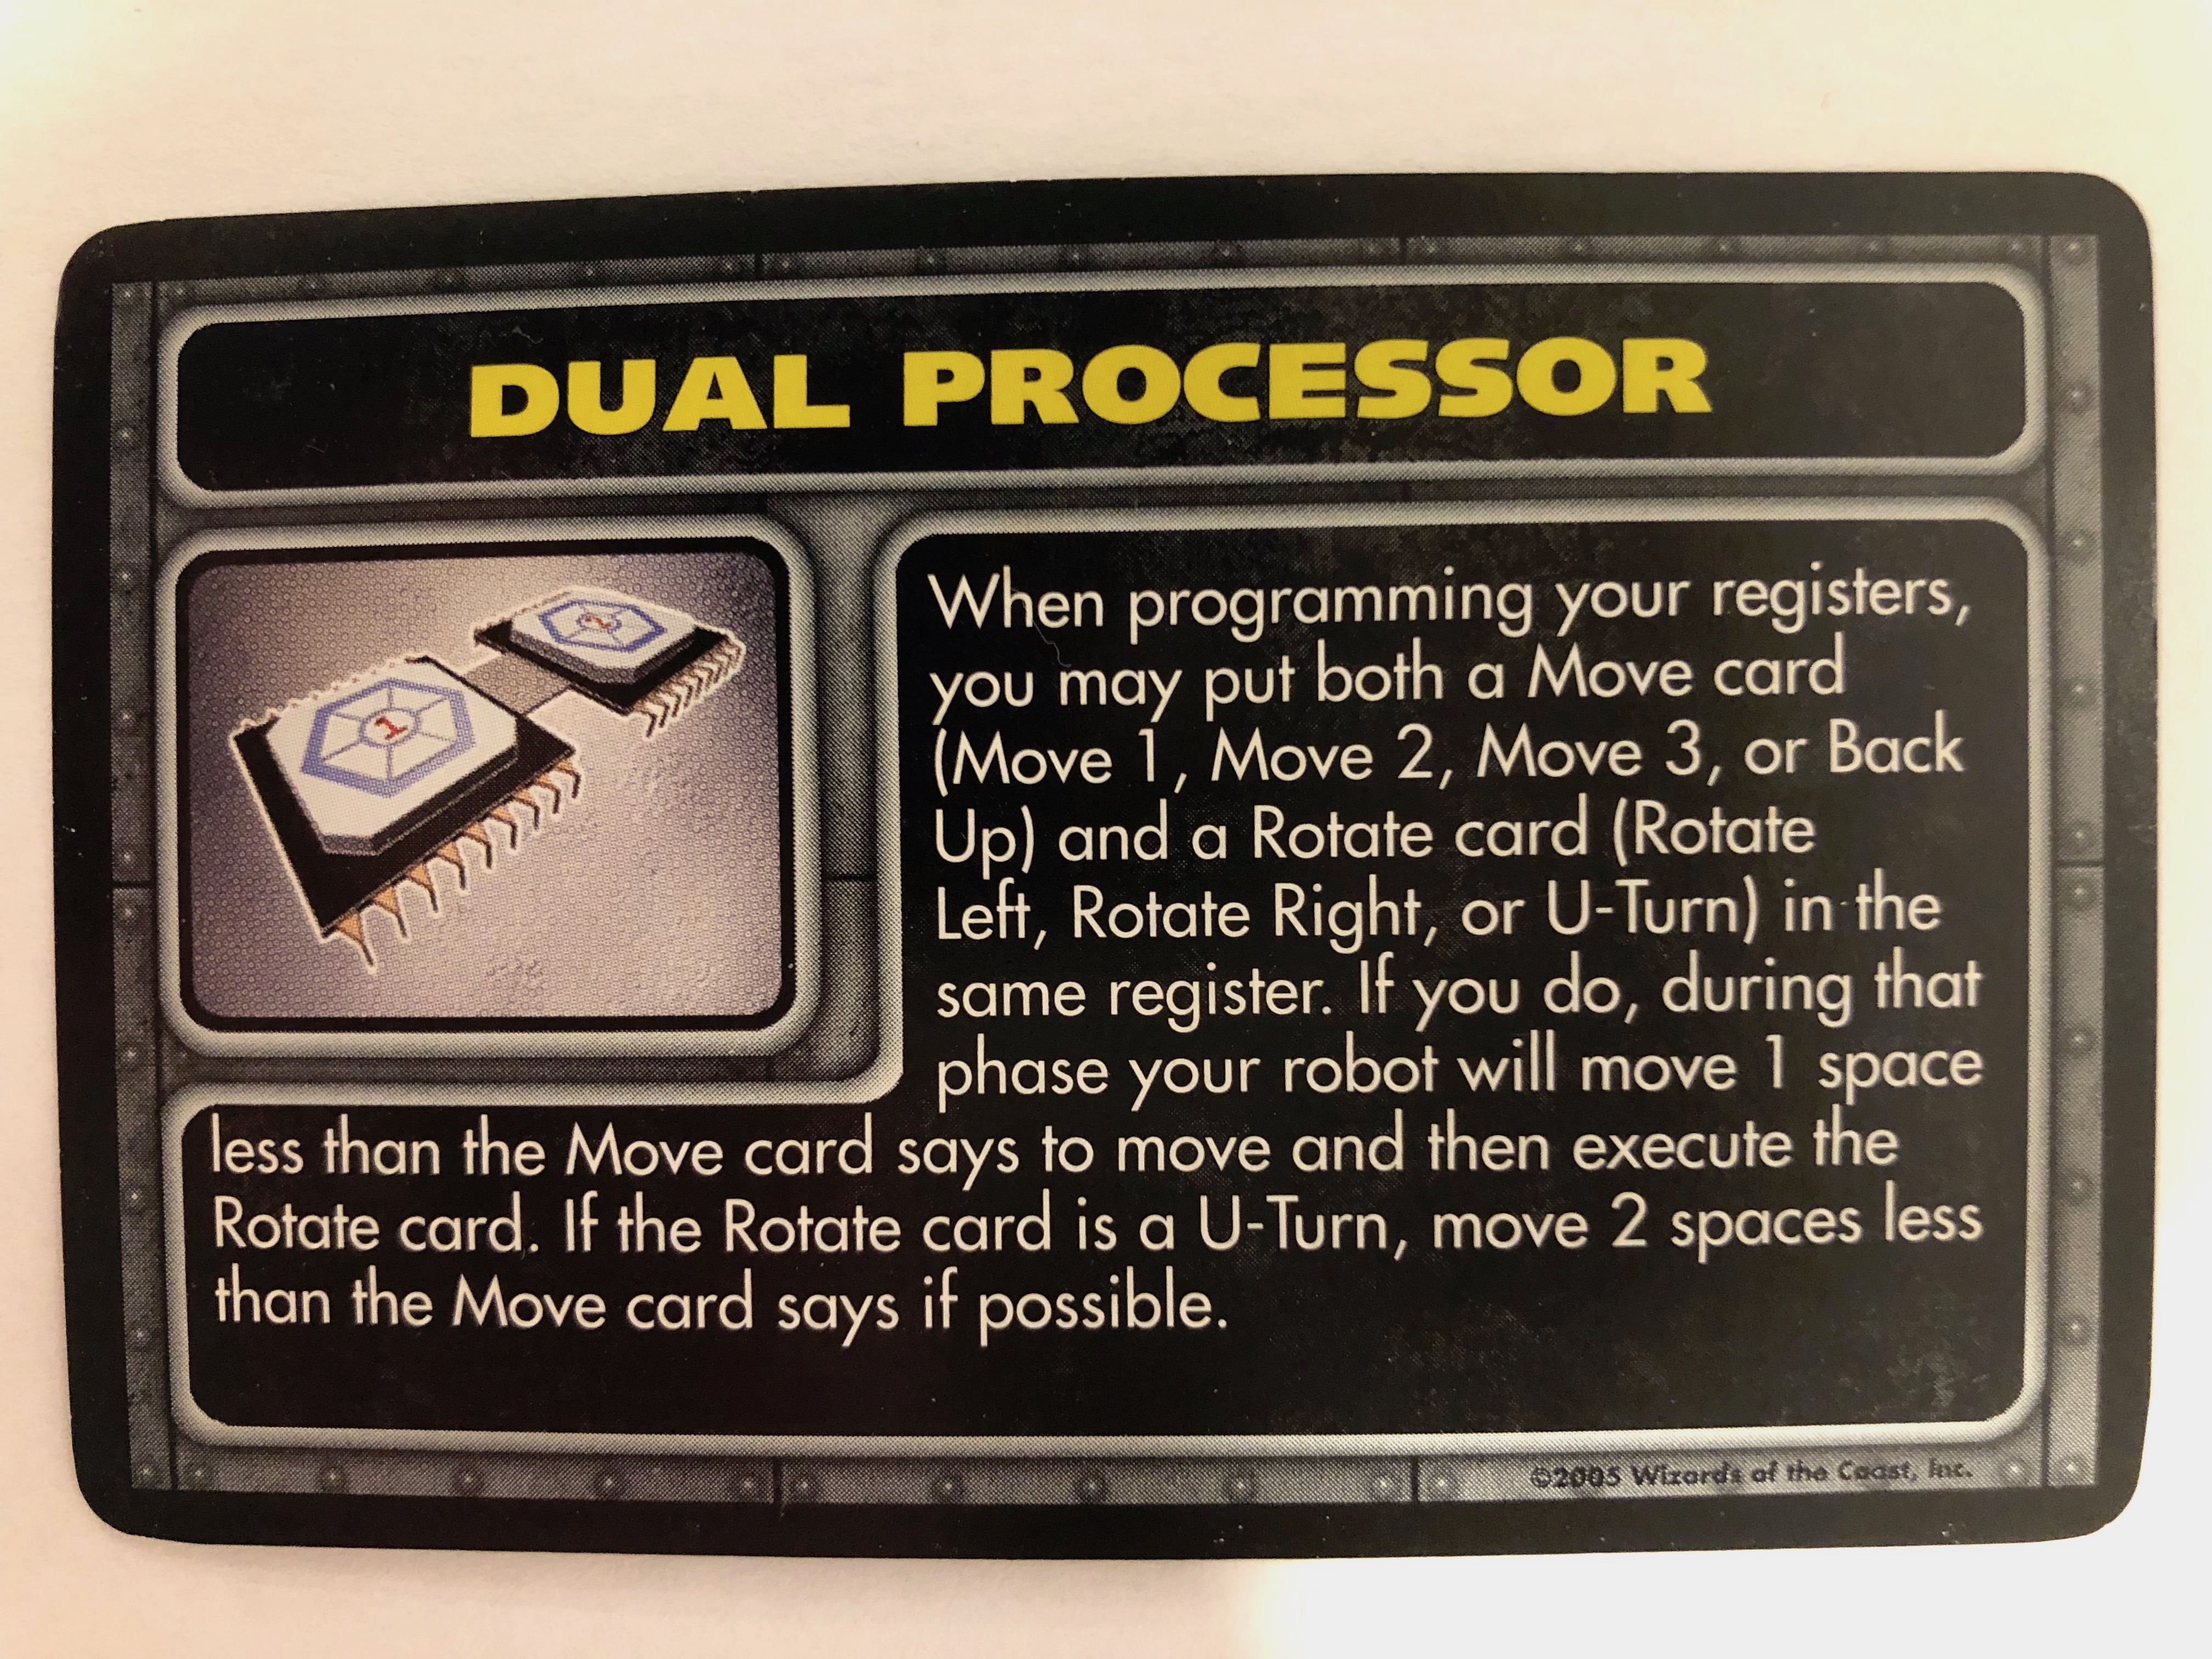 DUAL PROCESSOR
1
2
When programming your registers,
you may put both a Move card
(Move 1, Move 2, Move 3, or Back
Up) and a Rotate card (Rotate
Left, Rotate Right, or U-Turn) in the
same register. If you do, during that
phase your robot will move 1 space
less than the Move card says to move and then execute the
Rotate card. If the Rotate card is a U-Turn, move 2 spaces less
than the Move card says if possible.
©2005 Wizards of the Coast, Inc.